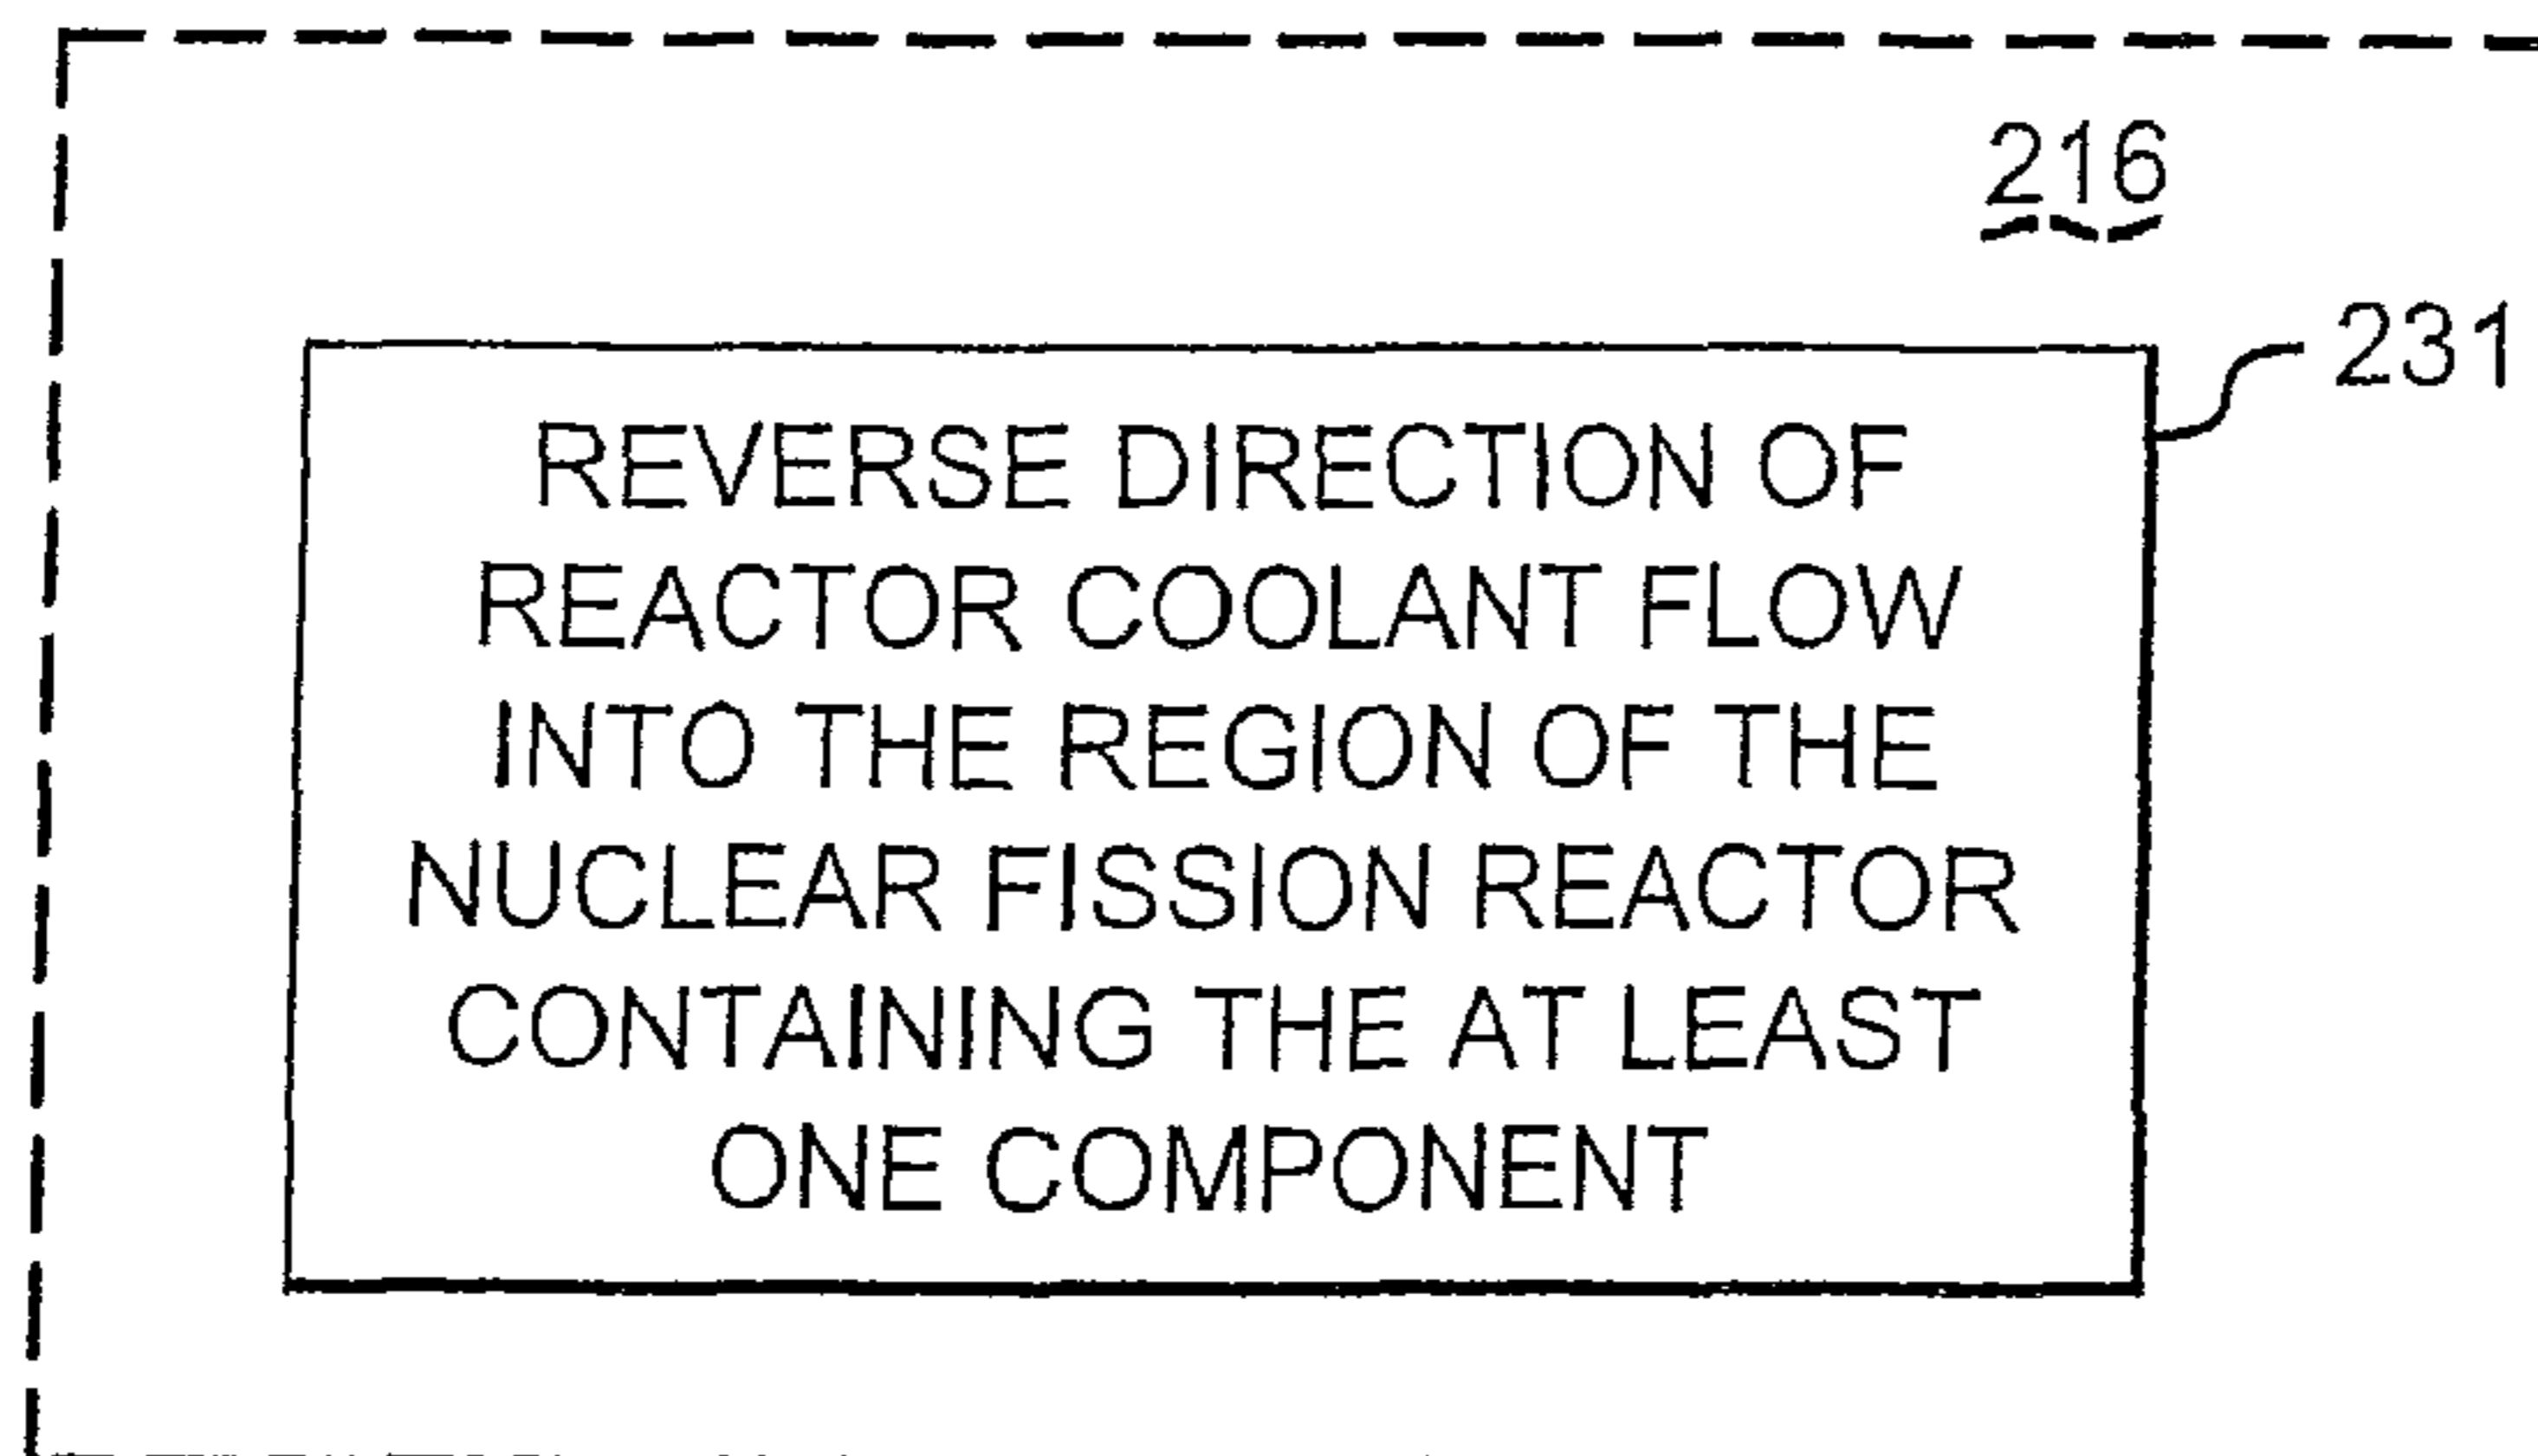 216
231
REVERSE DIRECTION OF
REACTOR COOLANT FLOW
INTO THE REGION OF THE
NUCLEAR FISSION REACTOR
CONTAINING THE AT LEAST
ONE COMPONENT